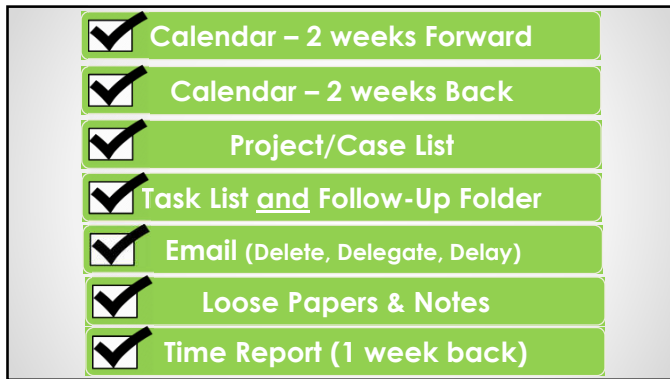 Calendar – 2 weeks Forward
Calendar – 2 weeks Back
Project/Case List
Task List and Follow-Up Folder
Email (Delete, Delegate, Delay)
Loose Papers & Notes
Time Report (1 week back)